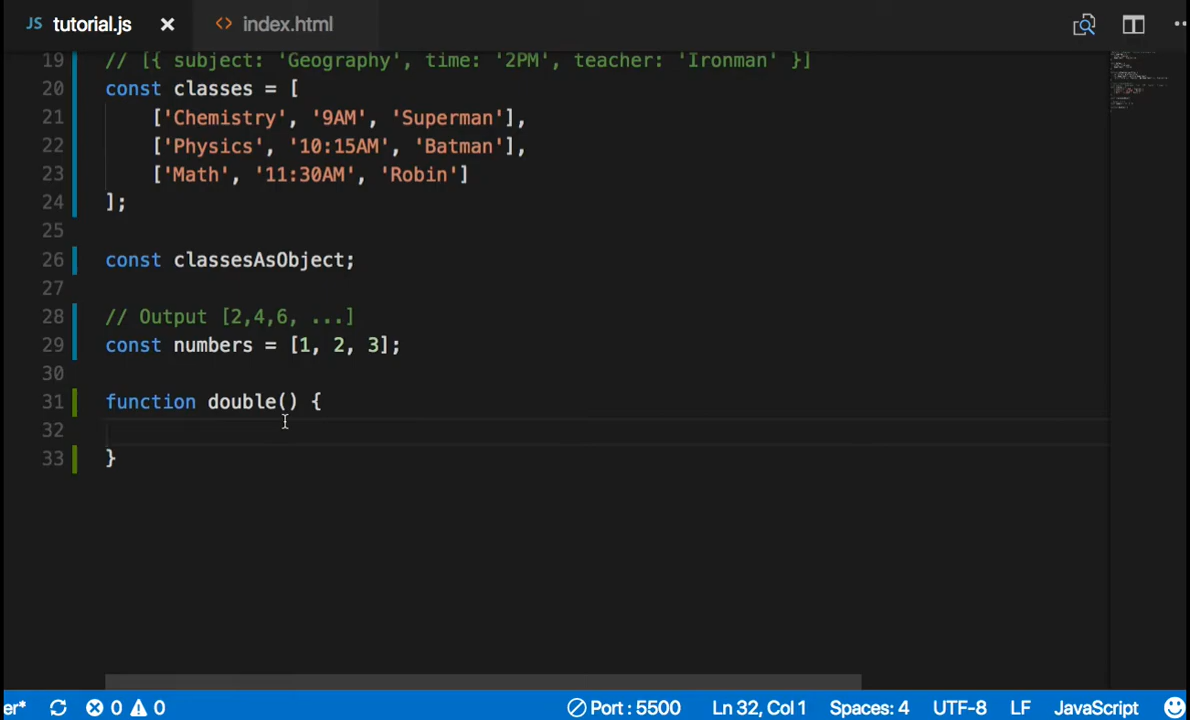 JS tutorial.js × <> index.html
19 // [{ subject: 'Geography', time: '2PM', teacher: 'Ironman' }]
20 const classes = [
21 ['Chemistry', '9AM', 'Superman'],
22 ['Physics', '10:15AM', 'Batman'],
23 ['Math', '11:30AM', 'Robin']
24 ];
25
26 const classesAsObject;
27
28 // Output [2,4,6, ...]
29 const numbers = [1, 2, 3];
30
31 function double() {
32
33 }
er* 0 0 Port : 5500 Ln 32, Col 1 Spaces: 4 UTF-8 LF JavaScript